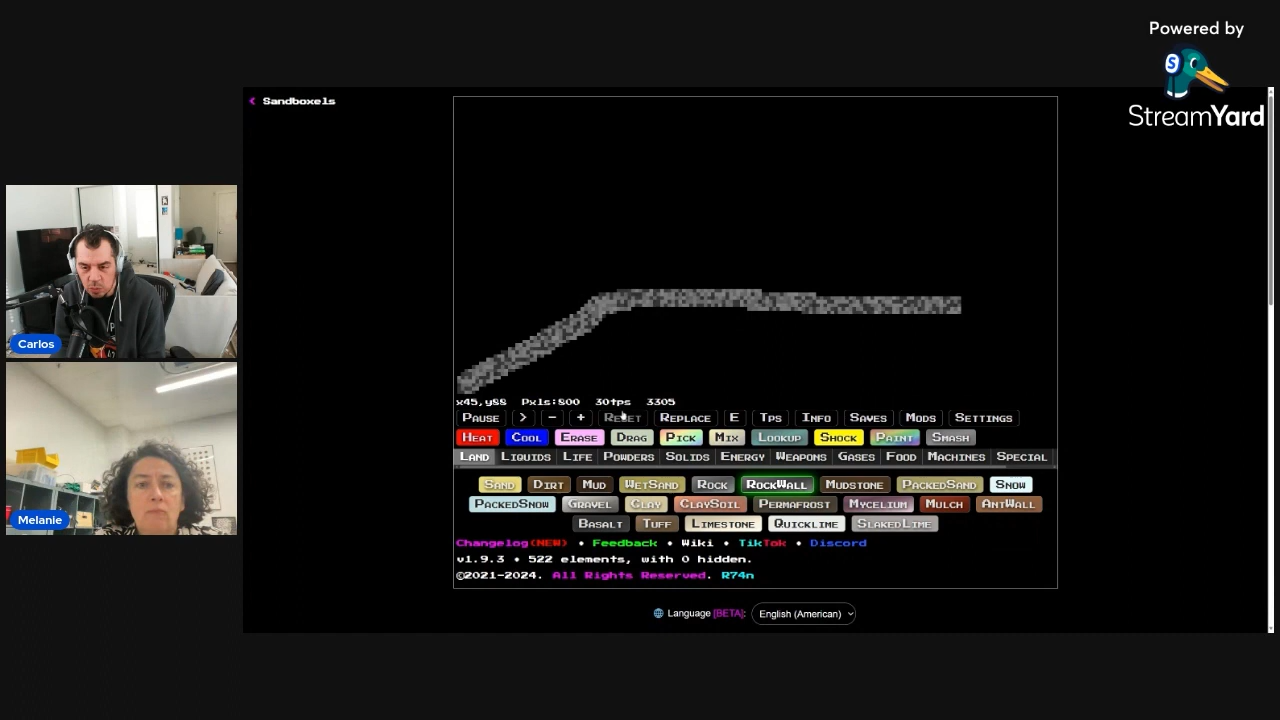 Powered by
StreamYard
< Sandboxels
Carlos
Melanie
x45,y88 Pxls:800 30tps 3305
PAUSE > - + RESET REPLACE E TPS INFO SAVES MODS SETTINGS
HEAT COOL ERASE DRAG PICK MIX LOOKUP SHOCK PAINT SMASH
LAND LIQUIDS LIFE POWDERS SOLIDS ENERGY WEAPONS GASES FOOD MACHINES SPECIAL
SAND DIRT MUD WETSAND ROCK ROCKWALL MUDSTONE PACKEDSAND SNOW
PACKEDSNOW GRAVEL CLAY CLAYSOIL PERMAFROST MYCELIUM MULCH ANTWALL
BASALT TUFF LIMESTONE QUICKLIME SLAKEDLIME
Changelog(NEW) • Feedback • Wiki • TikTok • Discord
v1.9.3 • 522 elements, with 0 hidden.
©2021-2024. All Rights Reserved. R74n
Language [BETA]: English (American)